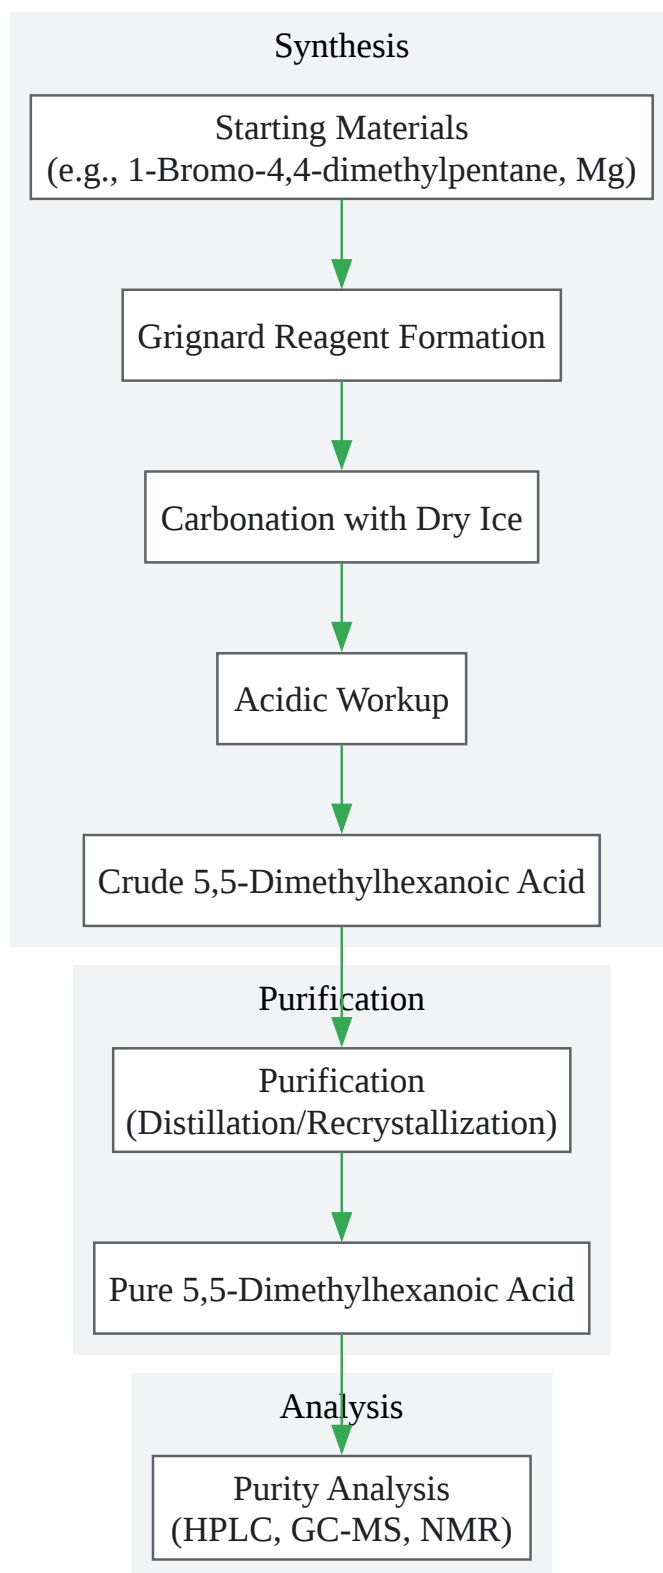 Synthesis
Starting Materials
(e.g., 1-Bromo-4,4-dimethylpentane, Mg)
Grignard Reagent Formation
Carbonation with Dry Ice
Acidic Workup
Crude 5,5-Dimethylhexanoic Acid
Purification
Purification
(Distillation/Recrystallization)
Pure 5,5-Dimethylhexanoic Acid
Analysis
Purity Analysis
(HPLC, GC-MS, NMR)